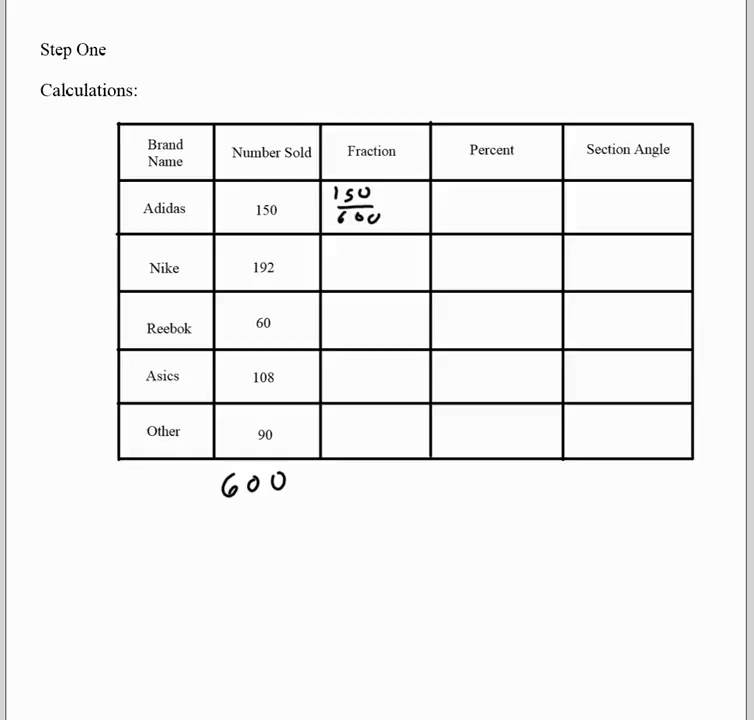 Step One
Calculations:
Brand Name Number Sold Fraction Percent Section Angle
Adidas 150 150/600
Nike 192
Reebok 60
Asics 108
Other 90
600